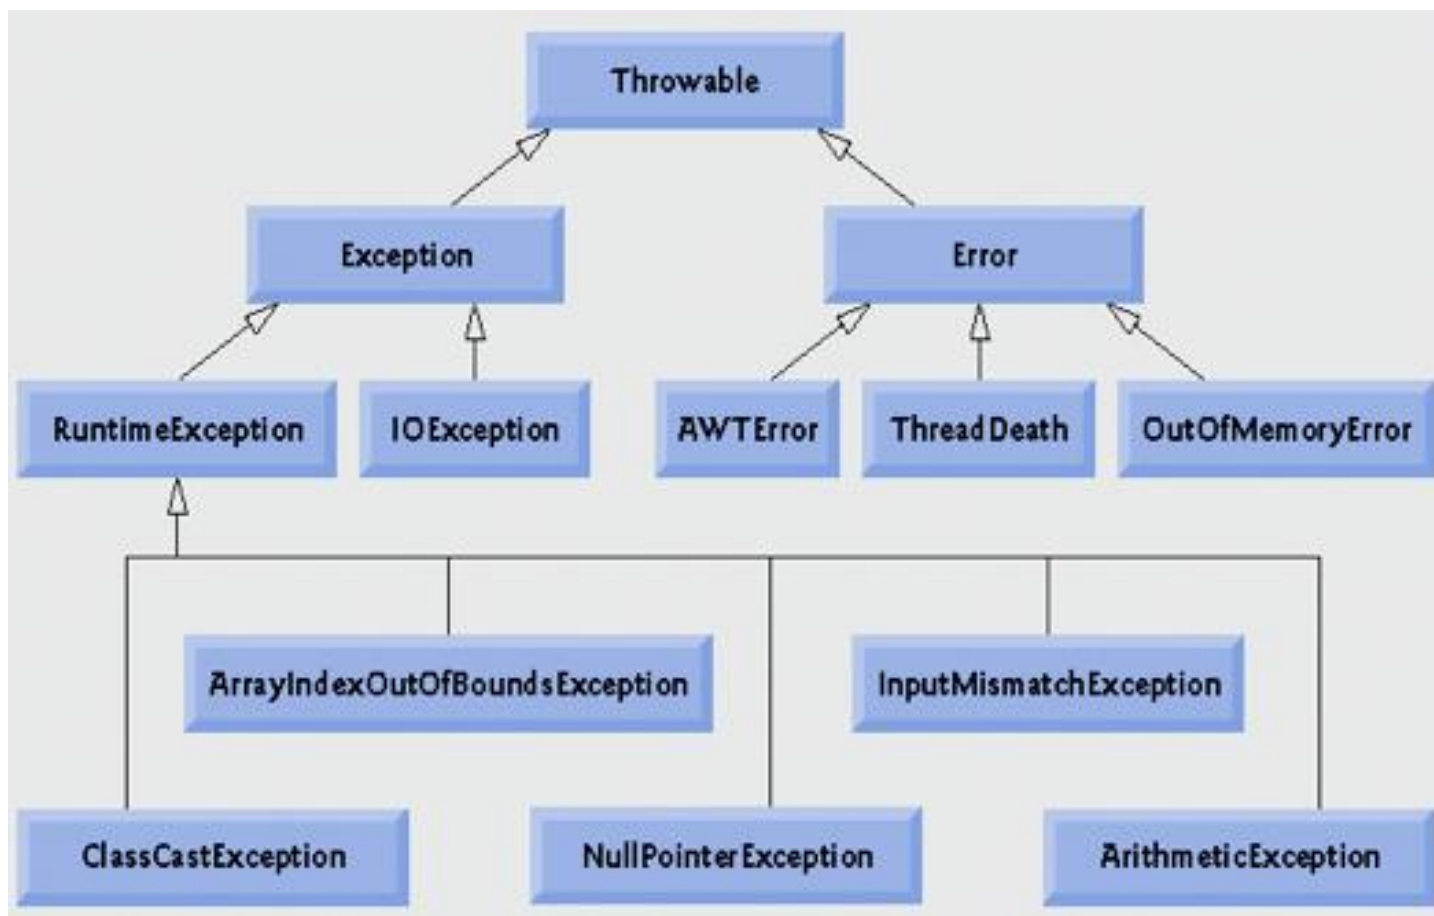 Throwable
Exception
Error
RuntimeException
IOException
AWTError
ThreadDeath
OutOfMemoryError
ArrayIndexOutOfBoundsException
InputMismatchException
ClassCastException
NullPointerException
ArithmeticException